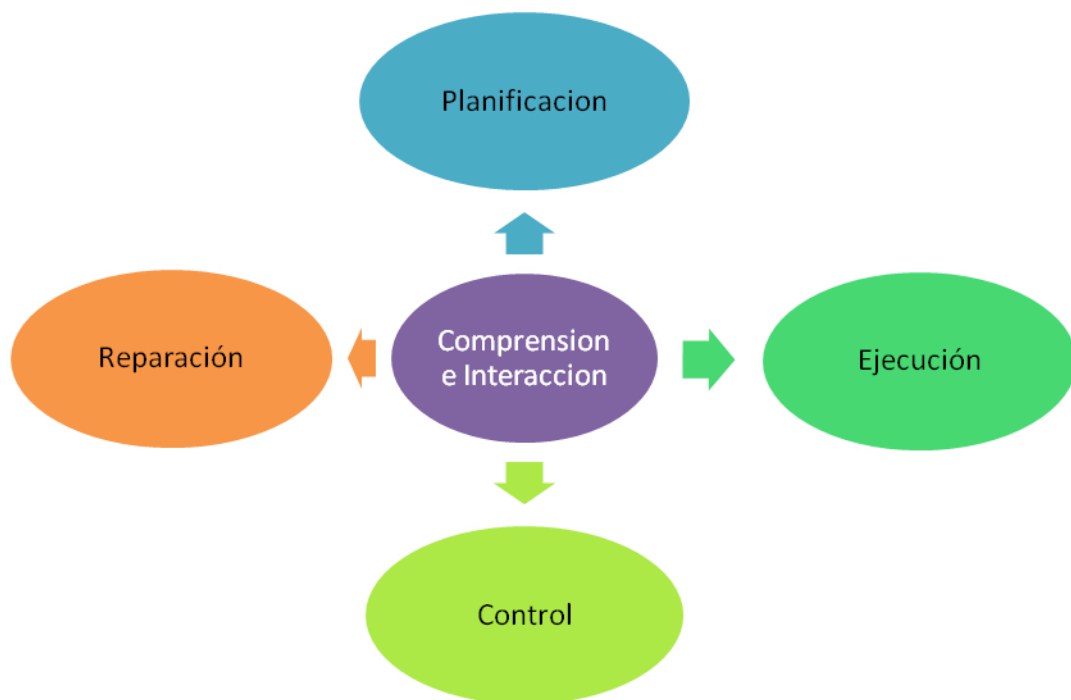 Planificacion
Reparación
Comprension
e Interaccion
Ejecución
Control